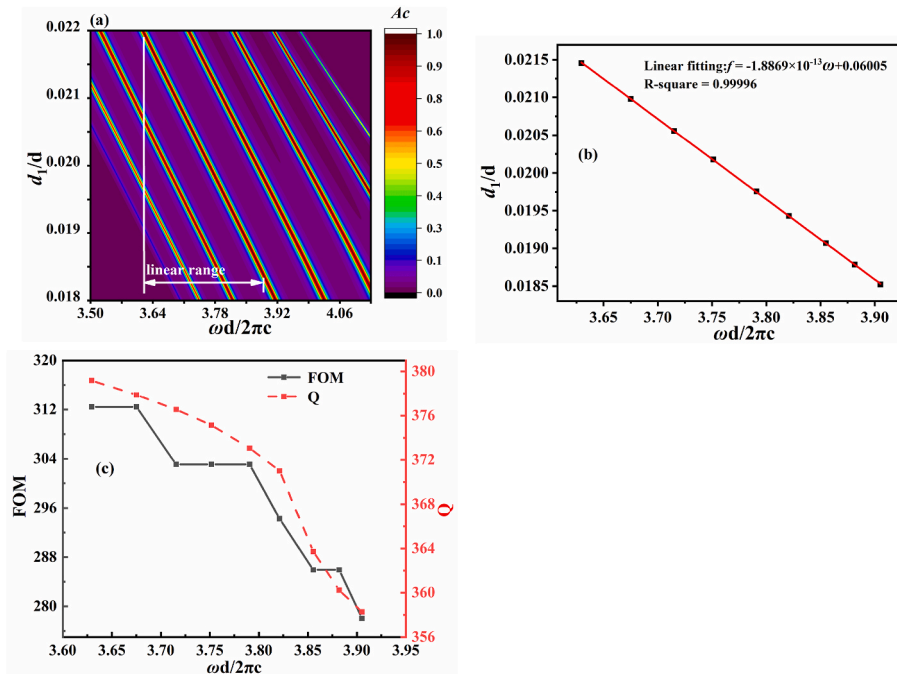 (a)
Ac
0.022
0.021
0.020
0.019
0.018
d₁/d
linear range
3.50 3.64 3.78 3.92 4.06
ωd/2πc
1.0
0.9
0.8
0.7
0.6
0.5
0.4
0.3
0.2
0.1
0.0
0.0215
0.0210
0.0205
0.0200
0.0195
0.0190
0.0185
d₁/d
Linear fitting:f = -1.8869×10⁻¹³ω+0.06005
R-square = 0.99996
(b)
3.65 3.70 3.75 3.80 3.85 3.90
ωd/2πc
320
312
304
296
288
280
FOM
FOM
Q
(c)
380
376
372
368
364
360
356
Q
3.60 3.65 3.70 3.75 3.80 3.85 3.90 3.95
ωd/2πc